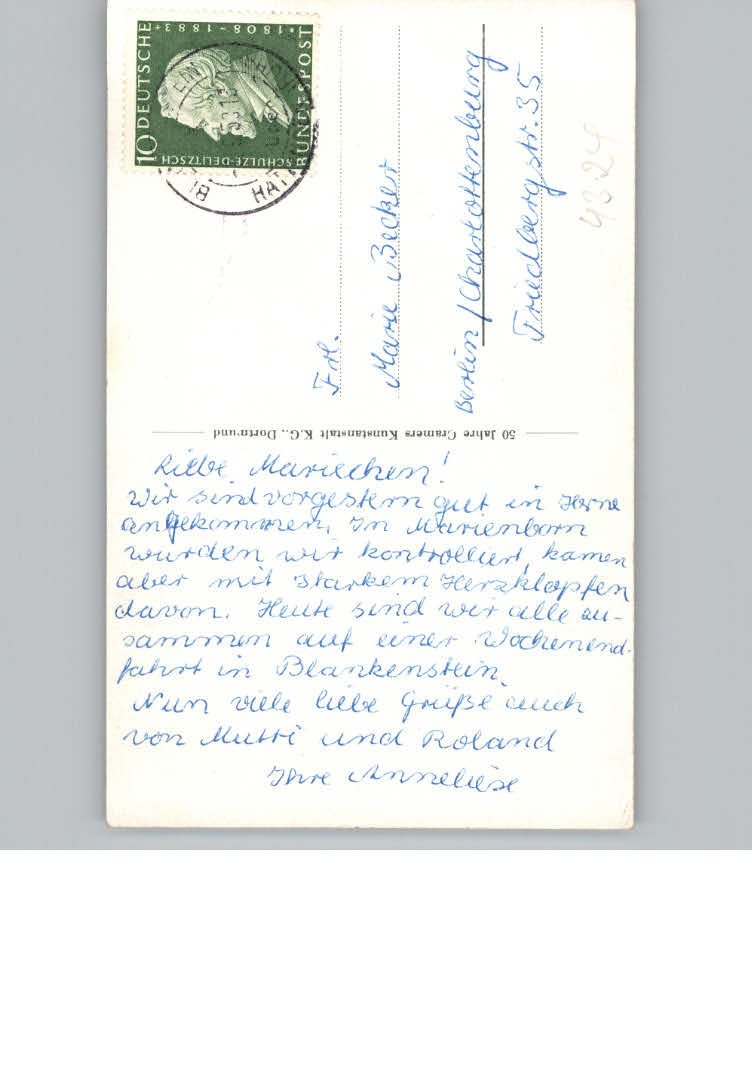 10 DEUTSCHE
BUNDESPOST
* 1808 - 1883 +
SCHULZE-DELITZSCH
Frl.
Marie Becker
Berlin / Charlottenburg
Friedbergstr. 35
4324
50 Jahre Cramers Kunstanstalt K.G., Dortmund
Liebe Mariechen!
Wir sind vorgestern gut in Herne
angekommen. In Marienborn
wurden wir kontrolliert, kamen
aber mit starkem Herzklopfen
davon. Heute sind wir alle zu-
sammen auf einer Wochenend-
fahrt in Blankenstein.
Nun viele liebe Grüße auch
von Mutti und Roland
Ihre Anneliese